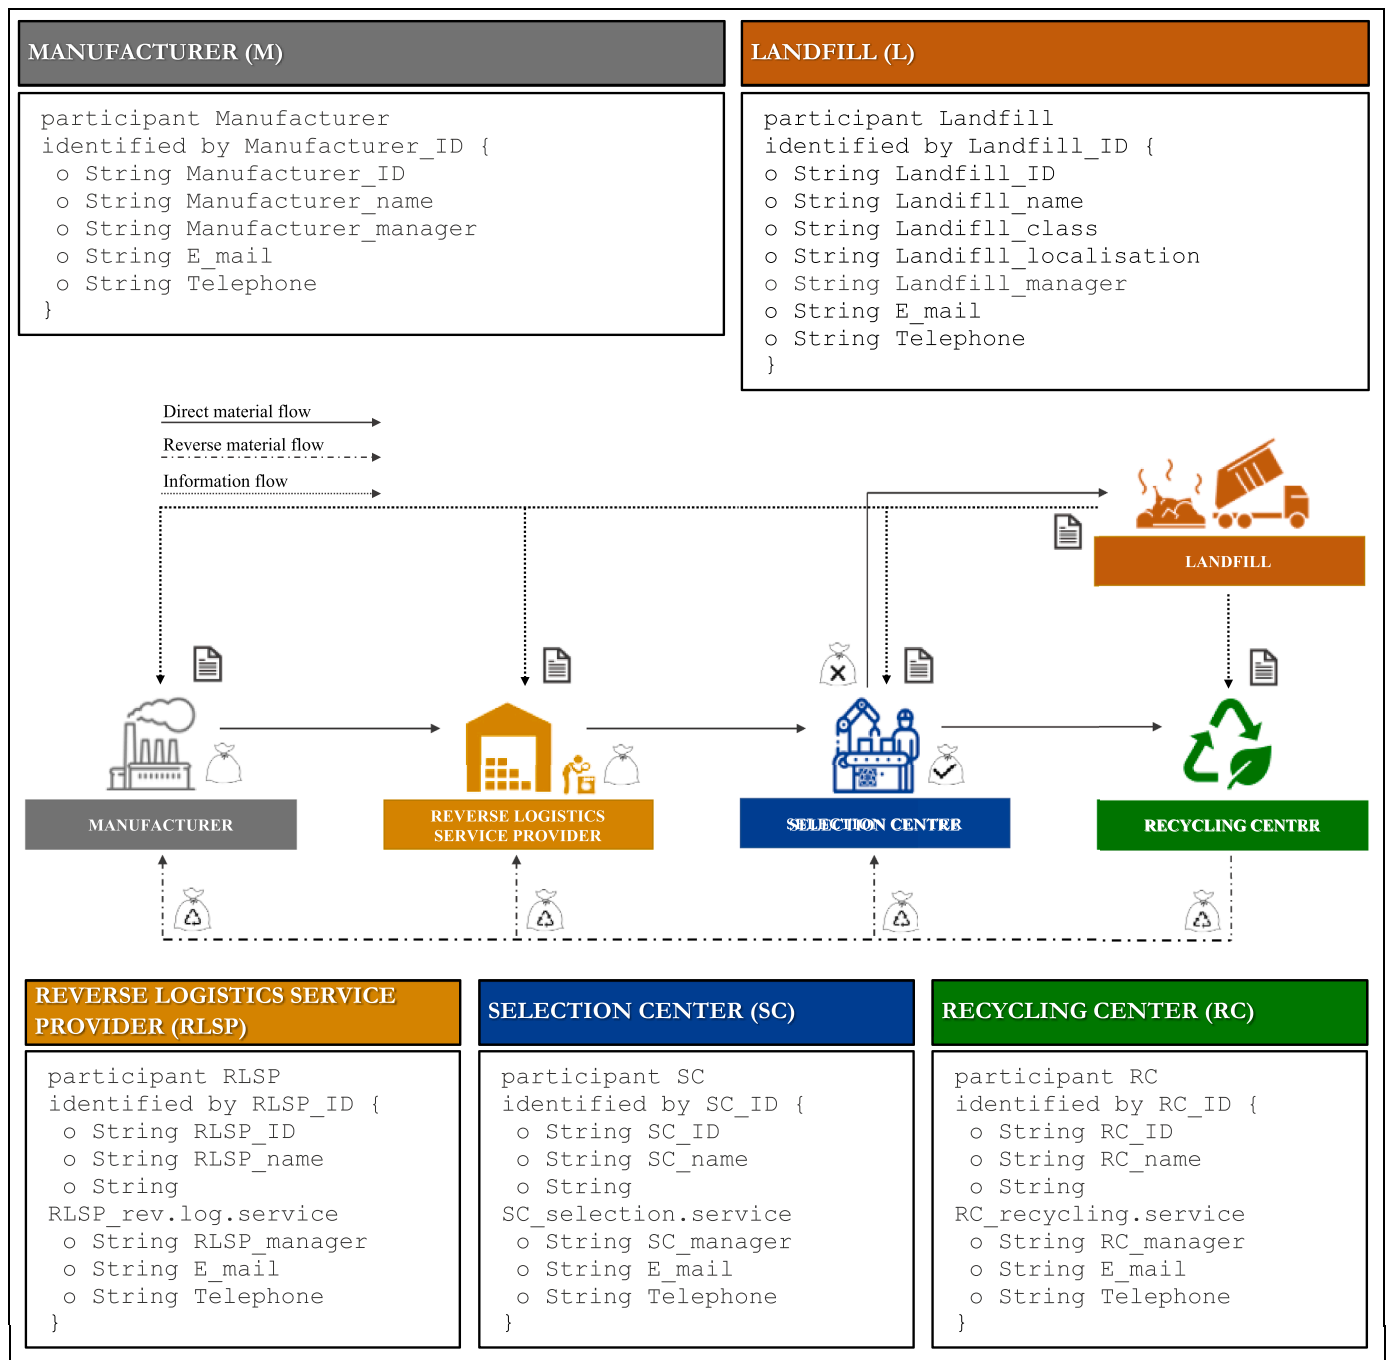 MANUFACTURER (M)
participant Manufacturer
identified by Manufacturer_ID {
o String Manufacturer_ID
o String Manufacturer_name
o String Manufacturer_manager
o String E_mail
o String Telephone
}
LANDFILL (L)
participant Landfill
identified by Landfill_ID {
o String Landfill_ID
o String Landifll_name
o String Landifll_class
o String Landifll_localisation
o String Landfill_manager
o String E_mail
o String Telephone
}
Direct material flow
Reverse material flow
Information flow
LANDFILL
MANUFACTURER
REVERSE LOGISTICS
SERVICE PROVIDER
SELECTION
RECYCLING
REVERSE LOGISTICS SERVICE
PROVIDER (RLSP)
participant RLSP
identified by RLSP_ID {
o String RLSP_ID
o String RLSP_name
o String
RLSP_rev.log.service
o String RLSP_manager
o String E_mail
o String Telephone
}
SELECTION CENTER (SC)
participant SC
identified by SC_ID {
o String SC_ID
o String SC_name
o String
SC_selection.service
o String SC_manager
o String E_mail
o String Telephone
}
RECYCLING CENTER (RC)
participant RC
identified by RC_ID {
o String RC_ID
o String RC_name
o String
RC_recycling.service
o String RC_manager
o String E_mail
o String Telephone
}